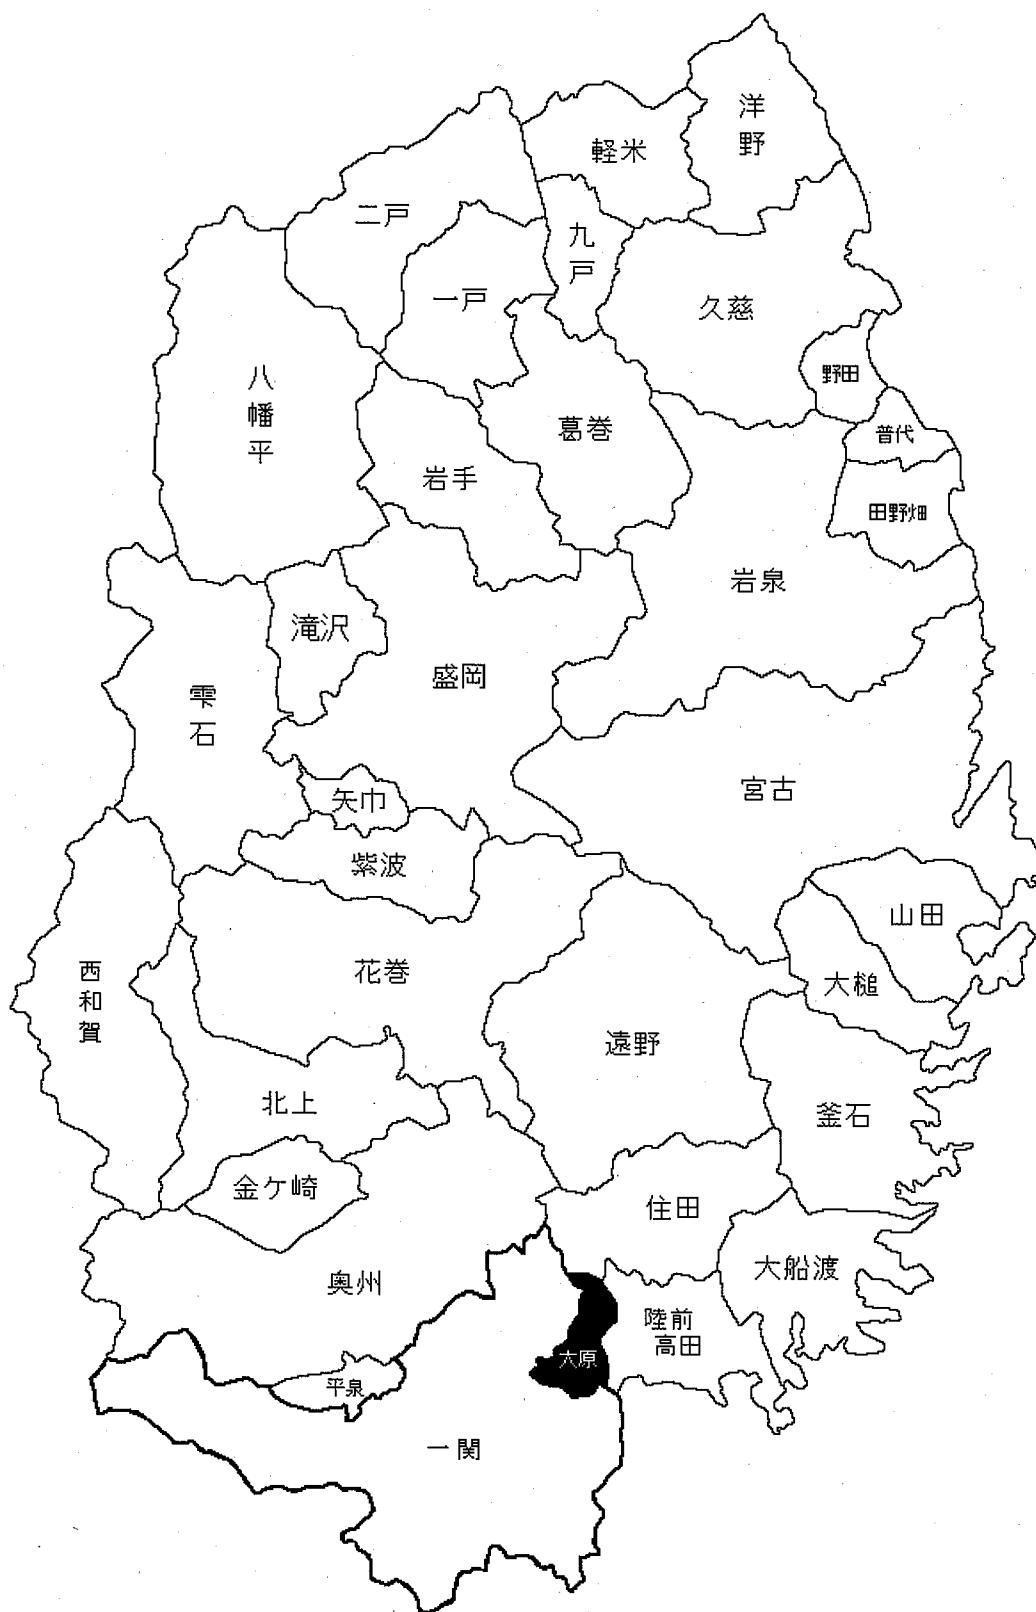 洋野
軽米
二戸
九戸
一戸
久慈
野田
八幡平
葛巻
普代
岩手
田野畑
岩泉
滝沢
盛岡
雫石
宮古
矢巾
紫波
山田
花巻
大槌
西和賀
遠野
北上
釜石
金ケ崎
住田
大船渡
奥州
陸前
高田
大原
平泉
一関